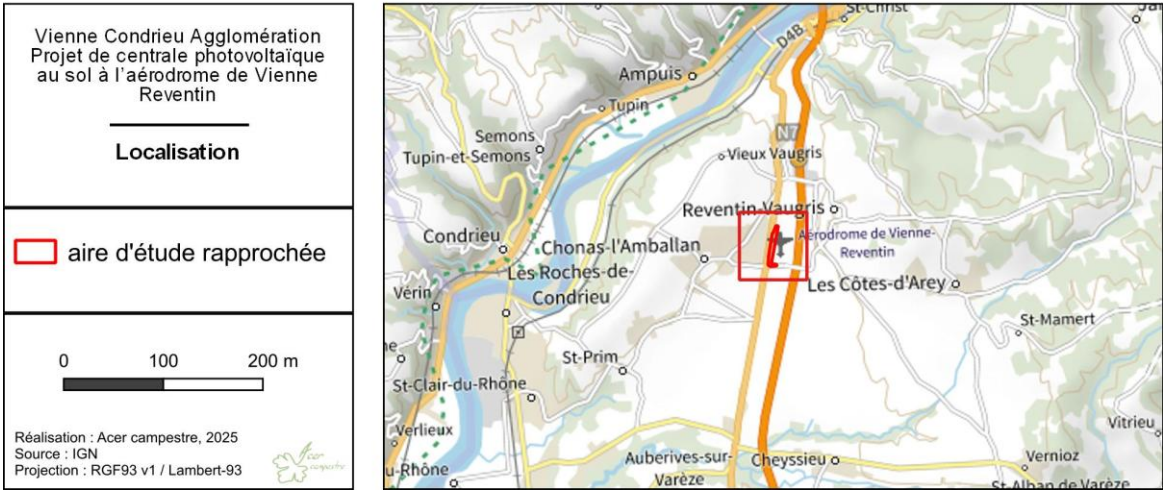 Vienne Condrieu Agglomération
Projet de centrale photovoltaïque
au sol à l'aérodrome de Vienne
Reventin
Localisation
aire d'étude rapprochée
0 100 200 m
Réalisation : Acer campestre, 2025
Source : IGN
Projection : RGF93 v1 / Lambert-93
Acer
campestre
St-Christ
D4B
Ampuis
Tupin
N7
Semons
Tupin-et-Semons
Vieux Vaugris
Reventin-Vaugris
Condrieu
Chonas-l'Amballan
Aérodrome de Vienne-
Reventin
Les Roches-de-
Condrieu
Les Côtes-d'Arey
Vérin
St-Mamert
St-Prim
St-Clair-du-Rhône
Verlieux
Vitrieu
u-Rhône
Auberives-sur-
Varèze
Cheyssieu
Vernioz
St-Alban de Varèze